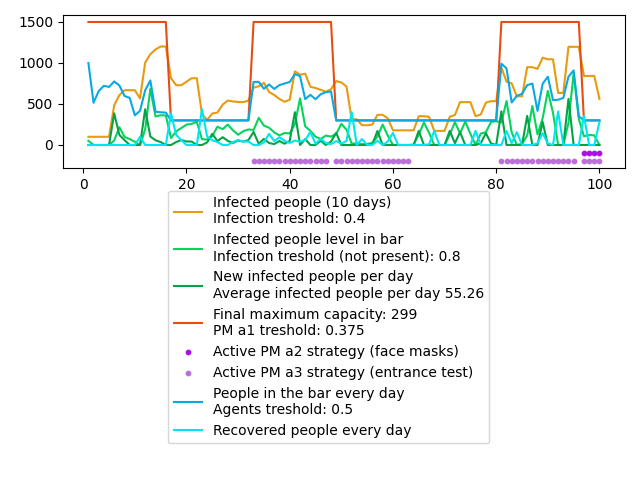 1500
1000
500
0
0 20 40 60 80 100
Infected people (10 days)
Infection treshold: 0.4
Infected people level in bar
Infection treshold (not present): 0.8
New infected people per day
Average infected people per day 55.26
Final maximum capacity: 299
PM a1 treshold: 0.375
Active PM a2 strategy (face masks)
Active PM a3 strategy (entrance test)
People in the bar every day
Agents treshold: 0.5
Recovered people every day